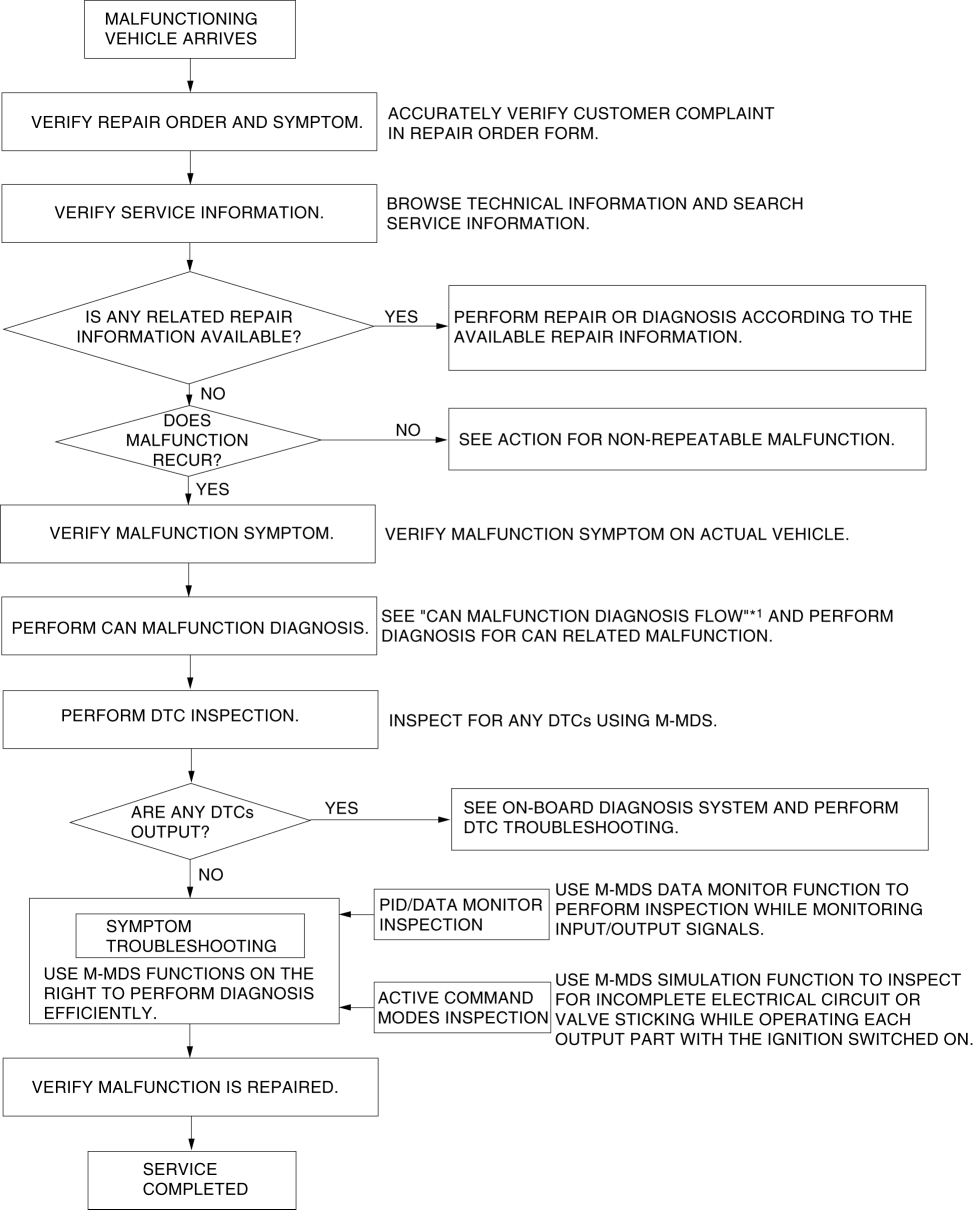 MALFUNCTIONING
VEHICLE ARRIVES
VERIFY REPAIR ORDER AND SYMPTOM.
ACCURATELY VERIFY CUSTOMER COMPLAINT
IN REPAIR ORDER FORM.
VERIFY SERVICE INFORMATION.
BROWSE TECHNICAL INFORMATION AND SEARCH
SERVICE INFORMATION.
IS ANY RELATED REPAIR
INFORMATION AVAILABLE?
YES
PERFORM REPAIR OR DIAGNOSIS ACCORDING TO THE
AVAILABLE REPAIR INFORMATION.
NO
DOES
MALFUNCTION
RECUR?
NO
SEE ACTION FOR NON-REPEATABLE MALFUNCTION.
YES
VERIFY MALFUNCTION SYMPTOM.
VERIFY MALFUNCTION SYMPTOM ON ACTUAL VEHICLE.
PERFORM CAN MALFUNCTION DIAGNOSIS.
SEE "CAN MALFUNCTION DIAGNOSIS FLOW"*1 AND PERFORM
DIAGNOSIS FOR CAN RELATED MALFUNCTION.
PERFORM DTC INSPECTION.
INSPECT FOR ANY DTCs USING M-MDS.
ARE ANY DTCs
OUTPUT?
YES
SEE ON-BOARD DIAGNOSIS SYSTEM AND PERFORM
DTC TROUBLESHOOTING.
NO
SYMPTOM
TROUBLESHOOTING
USE M-MDS FUNCTIONS ON THE
RIGHT TO PERFORM DIAGNOSIS
EFFICIENTLY.
PID/DATA MONITOR
INSPECTION
USE M-MDS DATA MONITOR FUNCTION TO
PERFORM INSPECTION WHILE MONITORING
INPUT/OUTPUT SIGNALS.
ACTIVE COMMAND
MODES INSPECTION
USE M-MDS SIMULATION FUNCTION TO INSPECT
FOR INCOMPLETE ELECTRICAL CIRCUIT OR
VALVE STICKING WHILE OPERATING EACH
OUTPUT PART WITH THE IGNITION SWITCHED ON.
VERIFY MALFUNCTION IS REPAIRED.
SERVICE
COMPLETED